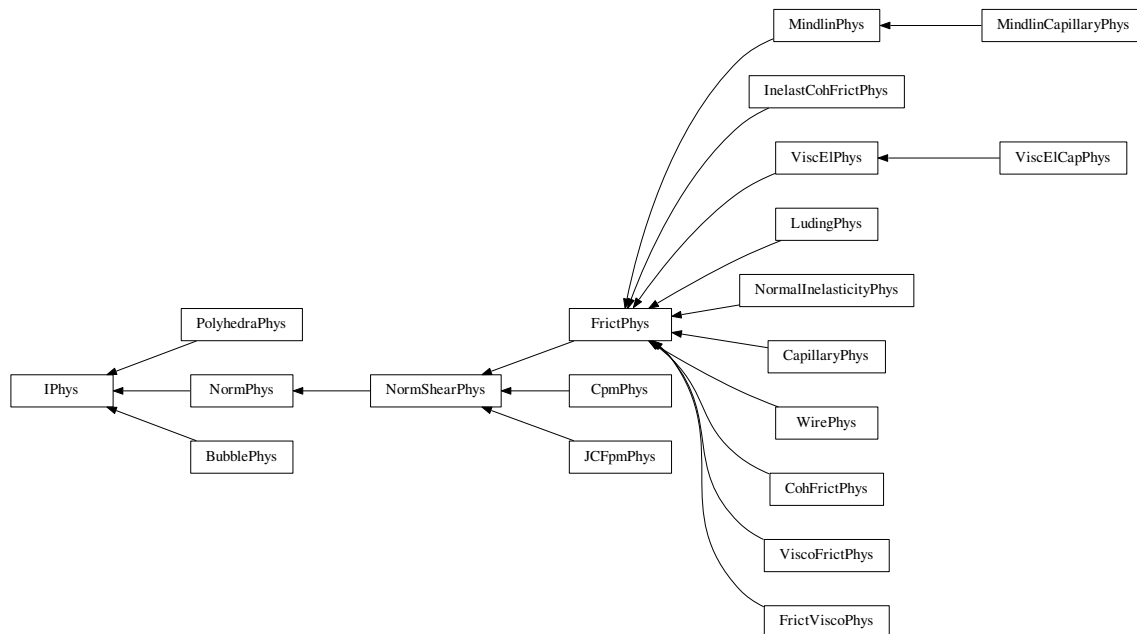 MindlinPhys
MindlinCapillaryPhys
InelastCohFrictPhys
ViscElPhys
ViscElCapPhys
LudingPhys
NormalInelasticityPhys
PolyhedraPhys
FrictPhys
CapillaryPhys
IPhys
NormPhys
NormShearPhys
CpmPhys
WirePhys
BubblePhys
JCFpmPhys
CohFrictPhys
ViscoFrictPhys
FrictViscoPhys